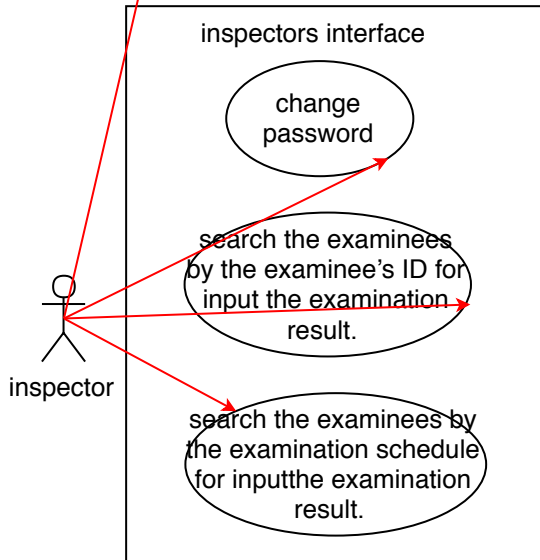 inspectors interface
change
password
search the examinees
by the examinee's ID for
input the examination
result.
inspector
search the examinees by
the examination schedule
for inputthe examination
result.